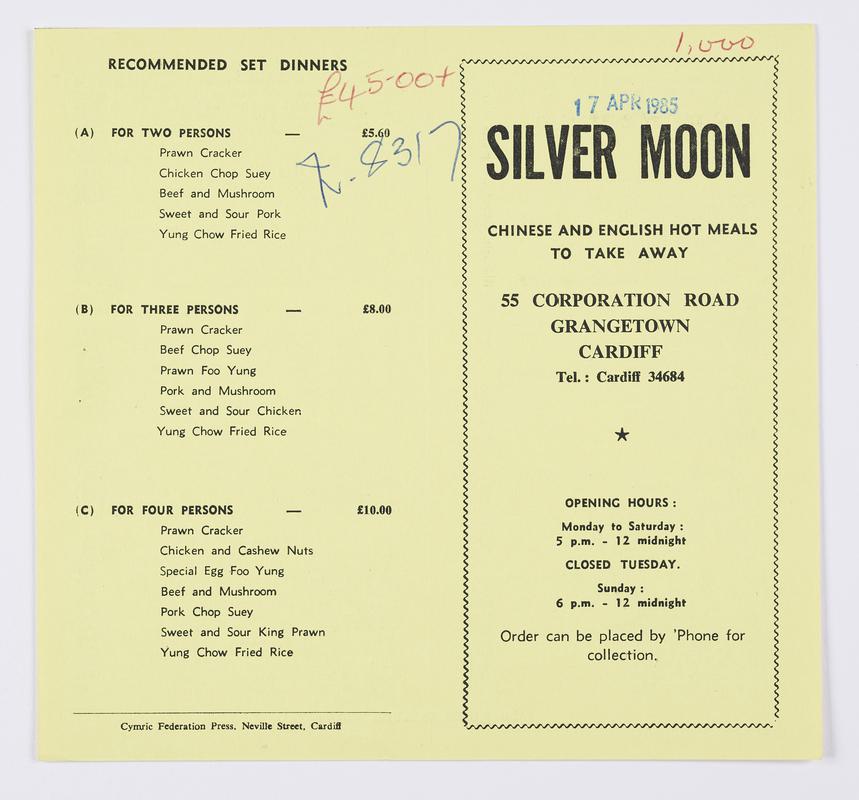 RECOMMENDED SET DINNERS
£45-00+
(A) FOR TWO PERSONS — £5.60
8317
Prawn Cracker
Chicken Chop Suey
Beef and Mushroom
Sweet and Sour Pork
Yung Chow Fried Rice
(B) FOR THREE PERSONS — £8.00
Prawn Cracker
Beef Chop Suey
Prawn Foo Yung
Pork and Mushroom
Sweet and Sour Chicken
Yung Chow Fried Rice
(C) FOR FOUR PERSONS — £10.00
Prawn Cracker
Chicken and Cashew Nuts
Special Egg Foo Yung
Beef and Mushroom
Pork Chop Suey
Sweet and Sour King Prawn
Yung Chow Fried Rice
Cymric Federation Press, Neville Street, Cardiff
1,000
17 APR 1985
SILVER MOON
CHINESE AND ENGLISH HOT MEALS
TO TAKE AWAY
55 CORPORATION ROAD
GRANGETOWN
CARDIFF
Tel. : Cardiff 34684
OPENING HOURS :
Monday to Saturday :
5 p.m. - 12 midnight
CLOSED TUESDAY.
Sunday :
6 p.m. - 12 midnight
Order can be placed by 'Phone for
collection.